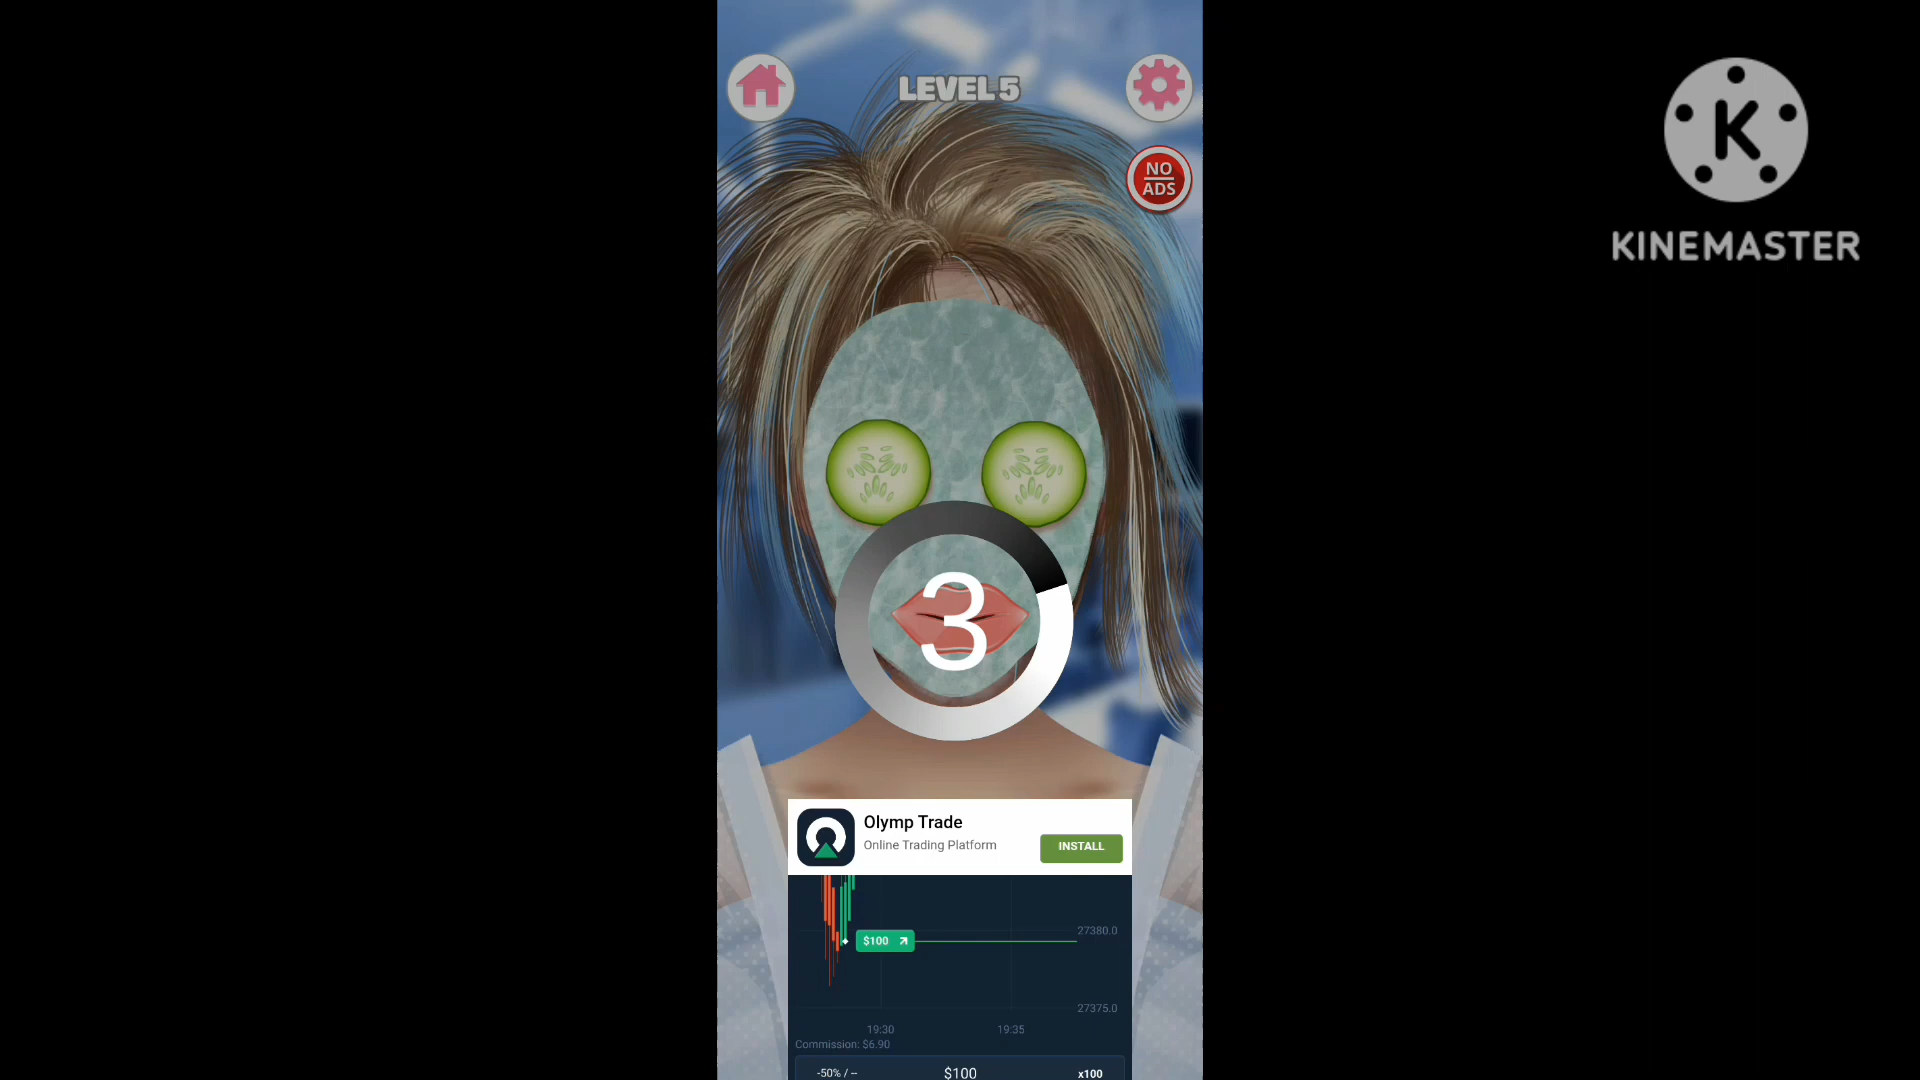 LEVEL 5
NO
ADS
K
KINEMASTER
3
Olymp Trade
Online Trading Platform
INSTALL
$100
27380.0
27375.0
19:30 19:35
Commission: $6.90
-50% / -- $100 x100